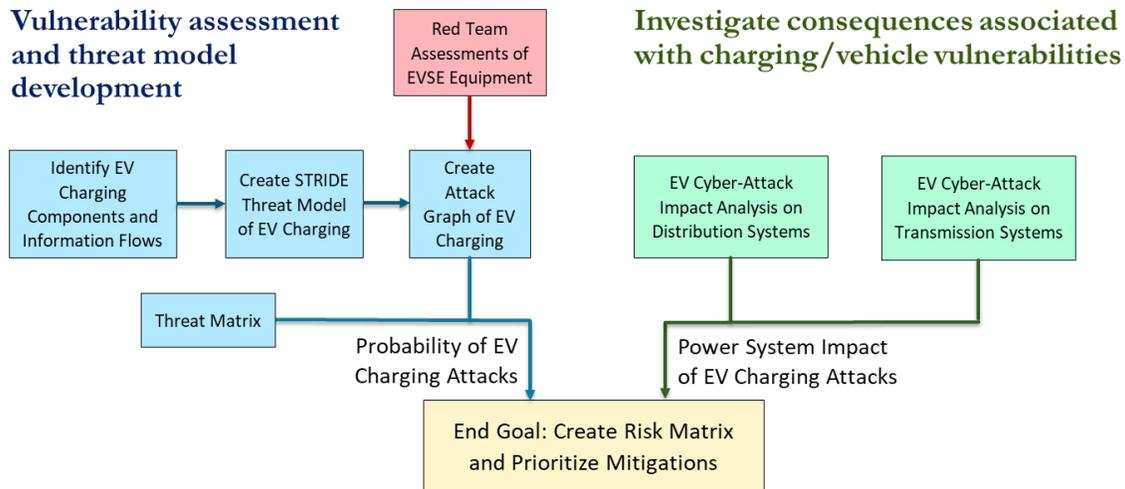 Vulnerability assessment
and threat model
development
Investigate consequences associated
with charging/vehicle vulnerabilities
Red Team
Assessments of
EVSE Equipment
Identify EV
Charging
Components and
Information Flows
Create STRIDE
Threat Model
of EV Charging
Create
Attack
Graph of EV
Charging
EV Cyber-Attack
Impact Analysis on
Distribution Systems
EV Cyber-Attack
Impact Analysis on
Transmission Systems
Threat Matrix
Probability of EV
Charging Attacks
Power System Impact
of EV Charging Attacks
End Goal: Create Risk Matrix
and Prioritize Mitigations